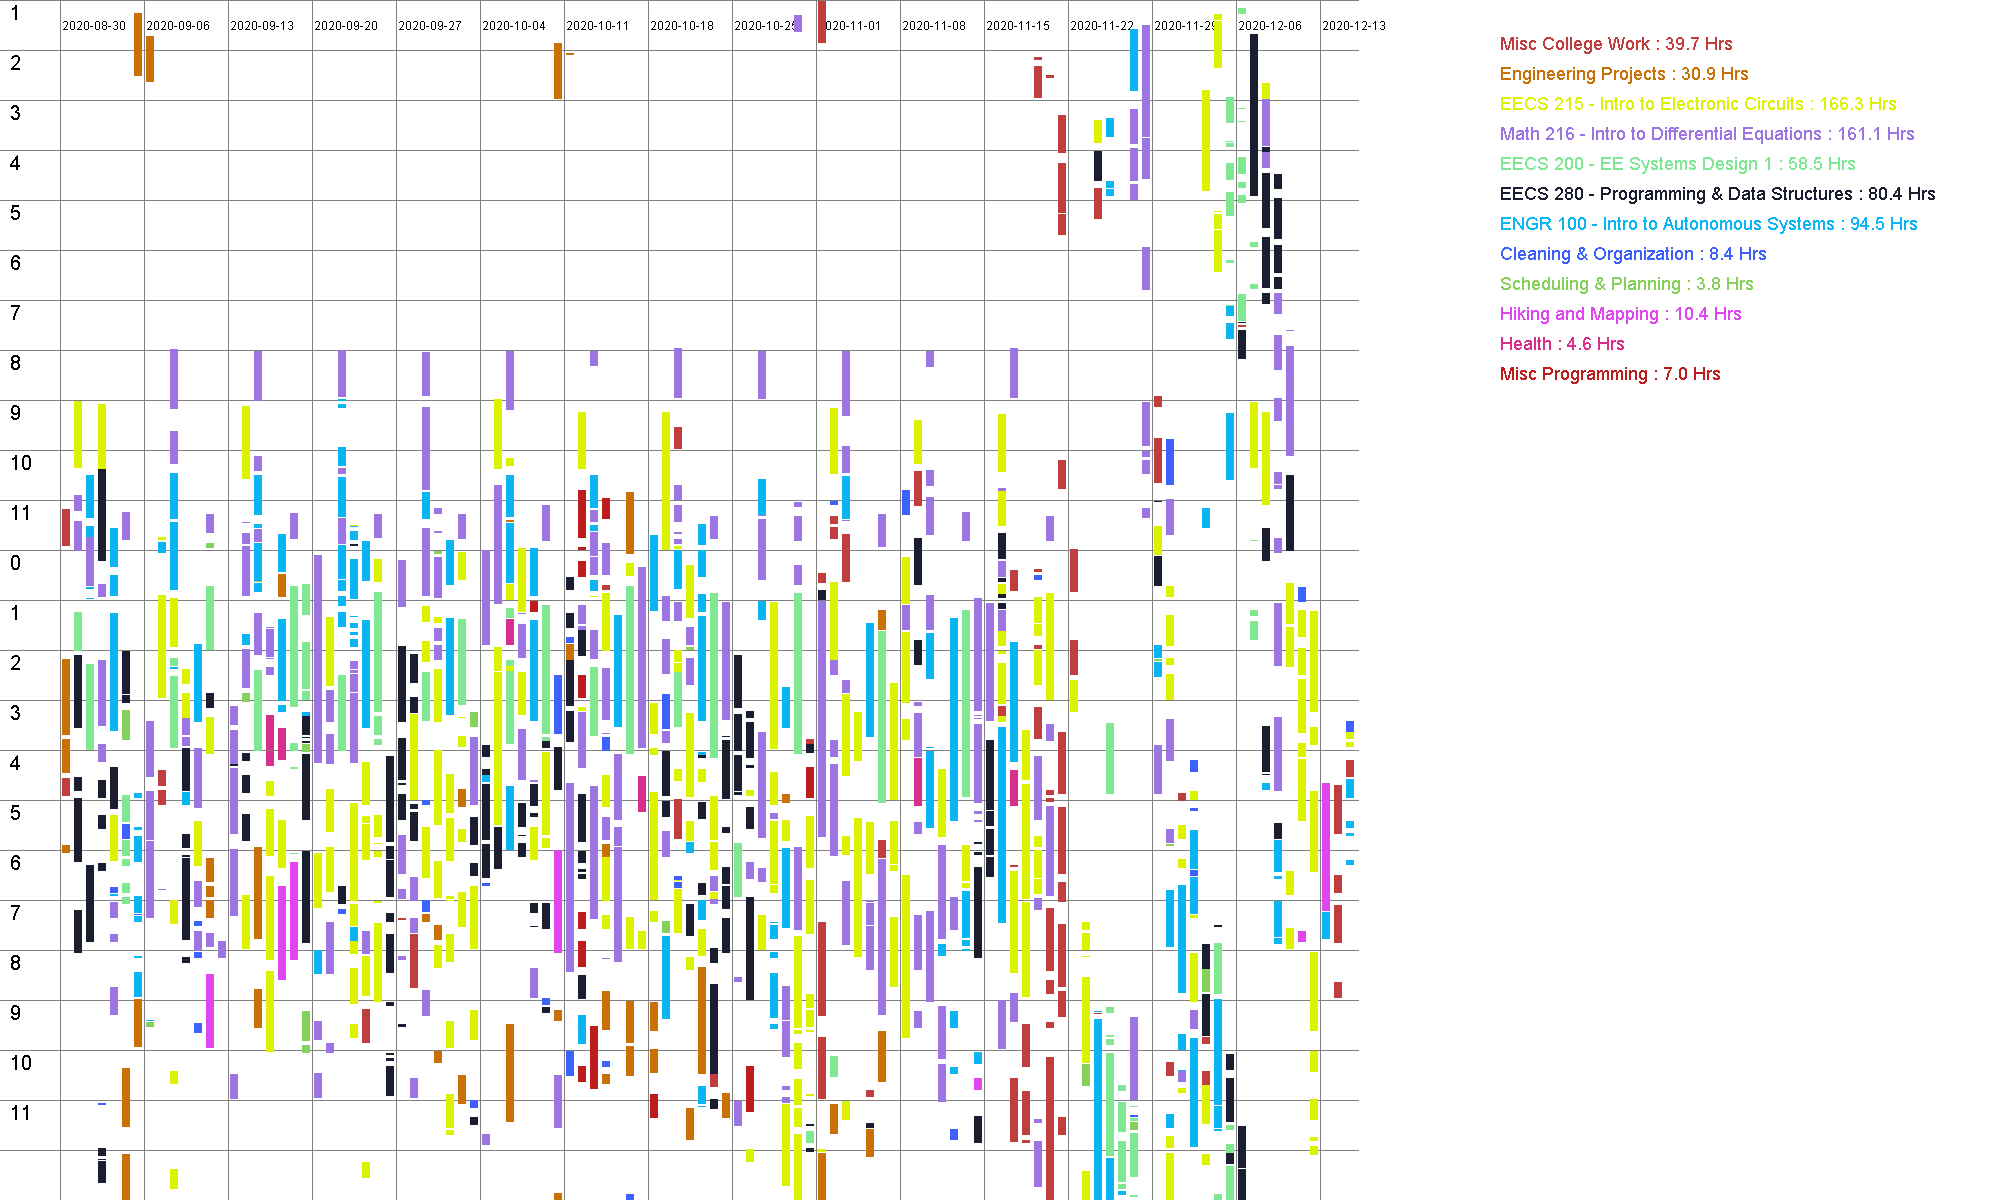 1
2020-08-30 2020-09-06 2020-09-13 2020-09-20 2020-09-27 2020-10-04 2020-10-11 2020-10-18 2020-10-25 2020-11-01 2020-11-08 2020-11-15 2020-11-22 2020-11-29 2020-12-06 2020-12-13
Misc College Work : 39.7 Hrs
2
Engineering Projects : 30.9 Hrs
EECS 215 - Intro to Electronic Circuits : 166.3 Hrs
3
Math 216 - Intro to Differential Equations : 161.1 Hrs
4
EECS 200 - EE Systems Design 1 : 58.5 Hrs
EECS 280 - Programming & Data Structures : 80.4 Hrs
5
ENGR 100 - Intro to Autonomous Systems : 94.5 Hrs
Cleaning & Organization : 8.4 Hrs
6
Scheduling & Planning : 3.8 Hrs
7
Hiking and Mapping : 10.4 Hrs
Health : 4.6 Hrs
8
Misc Programming : 7.0 Hrs
9
10
11
0
1
2
3
4
5
6
7
8
9
10
11